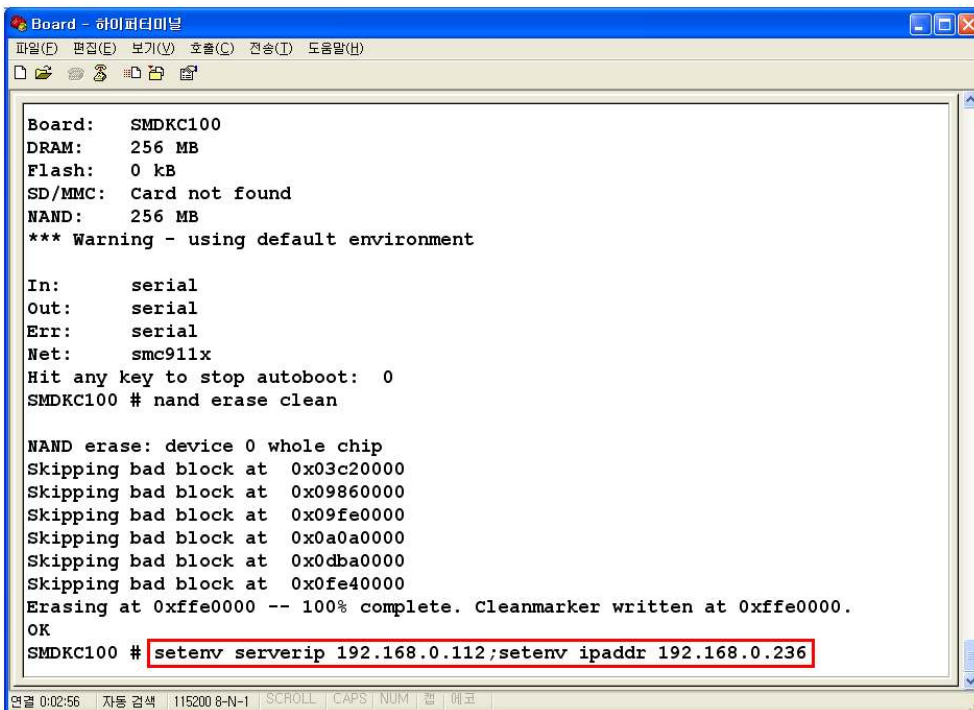 Board - 하이퍼터미널
파일(F) 편집(E) 보기(V) 호출(C) 전송(T) 도움말(H)
Board: SMDKC100
DRAM: 256 MB
Flash: 0 kB
SD/MMC: Card not found
NAND: 256 MB
*** Warning - using default environment
In: serial
Out: serial
Err: serial
Net: smc911x
Hit any key to stop autoboot: 0
SMDKC100 # nand erase clean
NAND erase: device 0 whole chip
Skipping bad block at 0x03c20000
Skipping bad block at 0x09860000
Skipping bad block at 0x09fe0000
Skipping bad block at 0x0a0a0000
Skipping bad block at 0x0dba0000
Skipping bad block at 0x0fe40000
Erasing at 0xffe0000 -- 100% complete. Cleanmarker written at 0xffe0000.
OK
SMDKC100 # setenv serverip 192.168.0.112;setenv ipaddr 192.168.0.236
연결 0:02:56 자동 검색 115200 8-N-1 SCROLL CAPS NUM 캡 에코